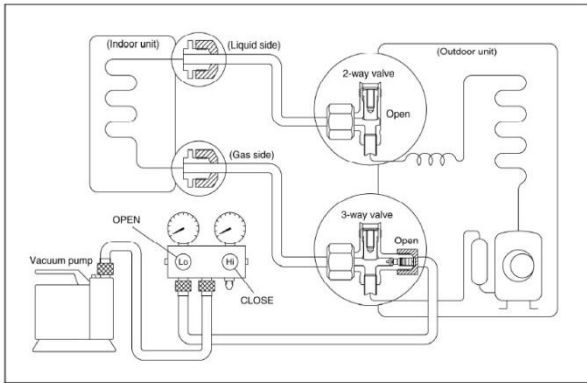 (Indoor unit)
(Liquid side)
(Outdoor unit)
2-way valve
Open
(Gas side)
3-way valve
Open
OPEN
Lo
Hi
CLOSE
Vacuum pump